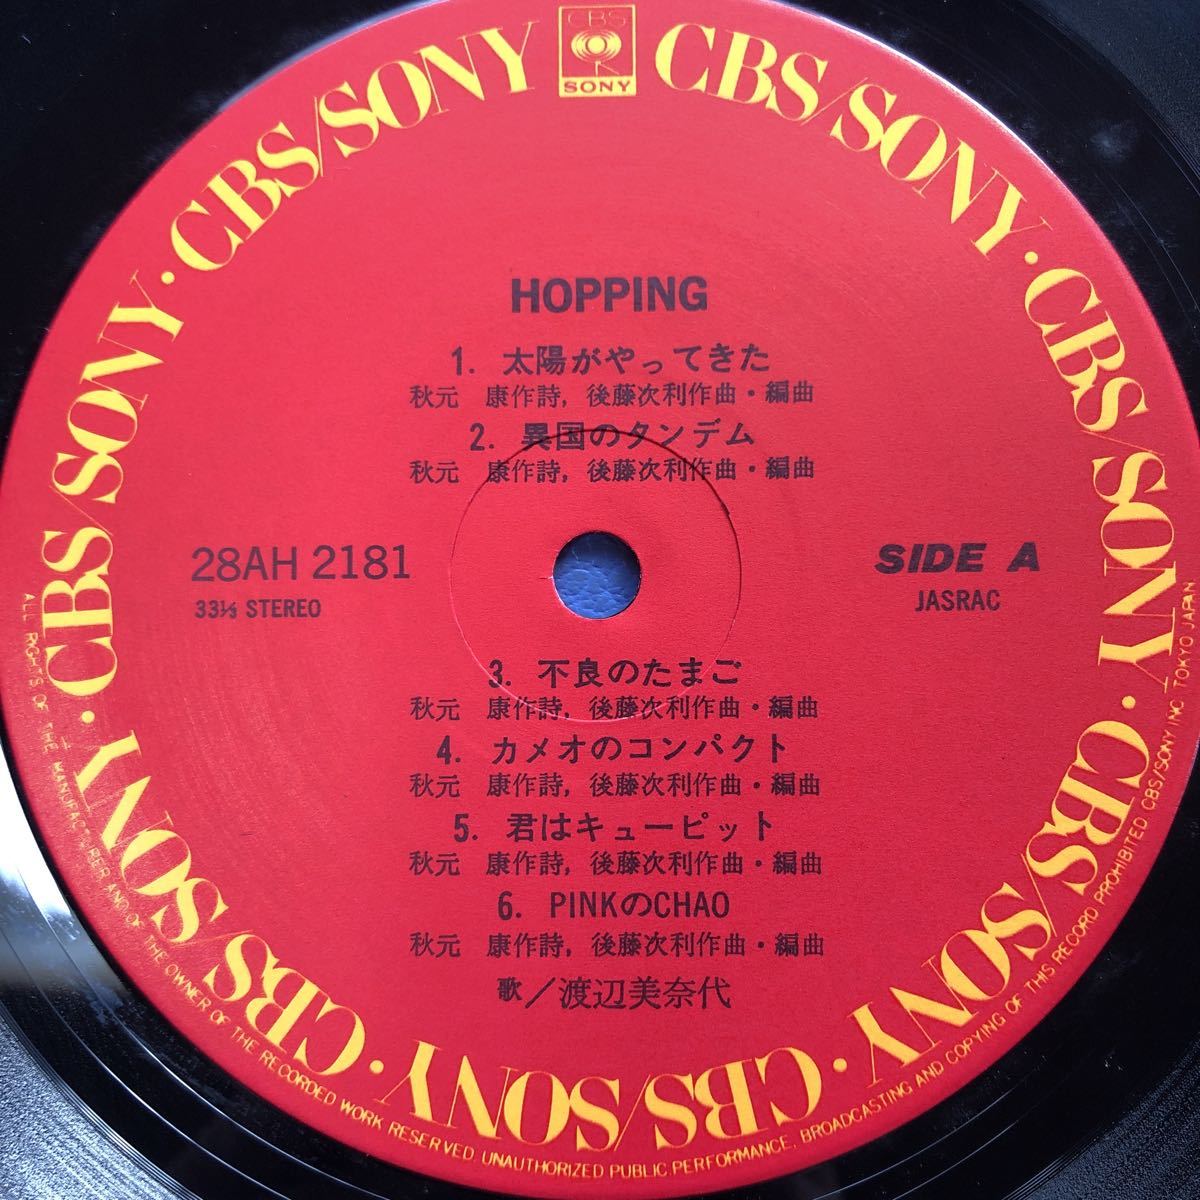 CBS
SONY
CBS/SONY · CBS/SONY · CBS/SONY · CBS/SONY · CBS/SONY · CBS/SONY · CBS/SONY · CBS/SONY
HOPPING
1. 太陽がやってきた
秋元 康作詩, 後藤次利作曲・編曲
2. 異国のタンデム
秋元 康作詩, 後藤次利作曲・編曲
28AH 2181
33⅓ STEREO
SIDE A
JASRAC
3. 不良のたまご
秋元 康作詩, 後藤次利作曲・編曲
4. カメオのコンパクト
秋元 康作詩, 後藤次利作曲・編曲
5. 君はキューピット
秋元 康作詩, 後藤次利作曲・編曲
6. PINKのCHAO
秋元 康作詩, 後藤次利作曲・編曲
歌／渡辺美奈代
ALL RIGHTS OF THE MANUFACTURER AND OF THE OWNER OF THE RECORDED WORK RESERVED. UNAUTHORIZED PUBLIC PERFORMANCE, BROADCASTING AND COPYING OF THIS RECORD PROHIBITED CBS/SONY INC. TOKYO JAPAN